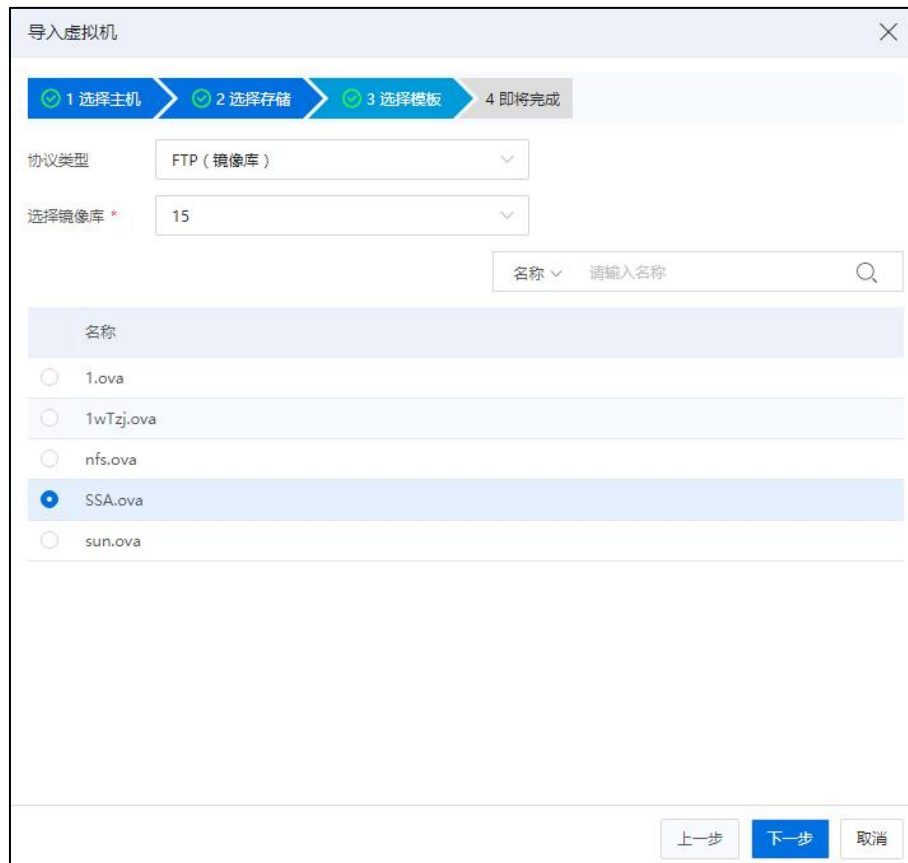 导入虚拟机
1 选择主机 2 选择存储 3 选择模板 4 即将完成
协议类型 FTP ( 镜像库 )
选择镜像库 * 15
名称 请输入名称
名称
1.ova
1wTzj.ova
nfs.ova
SSA.ova
sun.ova
上一步 下一步 取消